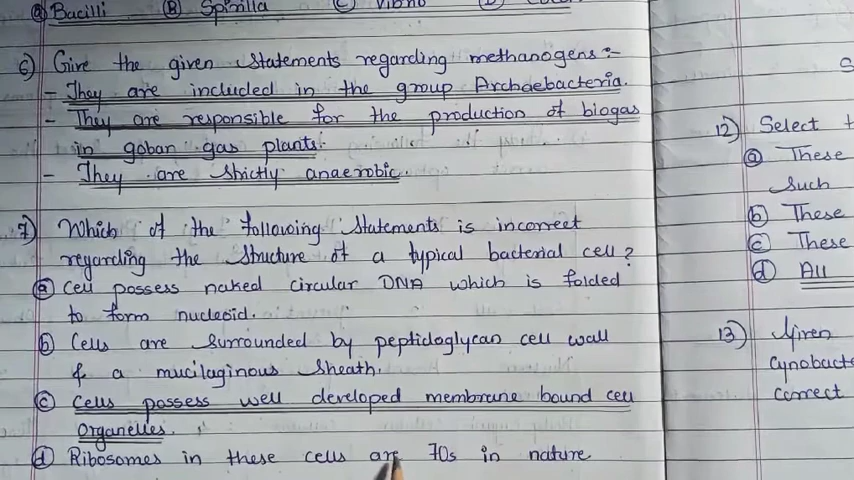 a Bacilli b Spirilla c Vibrio d
6) Give the given statements regarding methanogens:-
- They are included in the group Archaebacteria.
- They are responsible for the production of biogas
in goban gas plants.
- They are strictly anaerobic.
7) Which of the following statements is incorrect
regarding the structure of a typical bacterial cell?
a Cell possess naked circular DNA which is folded
to form nucleoid.
b Cells are surrounded by peptidoglycan cell wall
& a mucilaginous sheath.
c Cells possess well developed membrane bound cell
organelles.
d Ribosomes in these cells are 70s in nature
12) Select
a These
Such
b These
c These
d All
13) Given
Cynobacte
correct